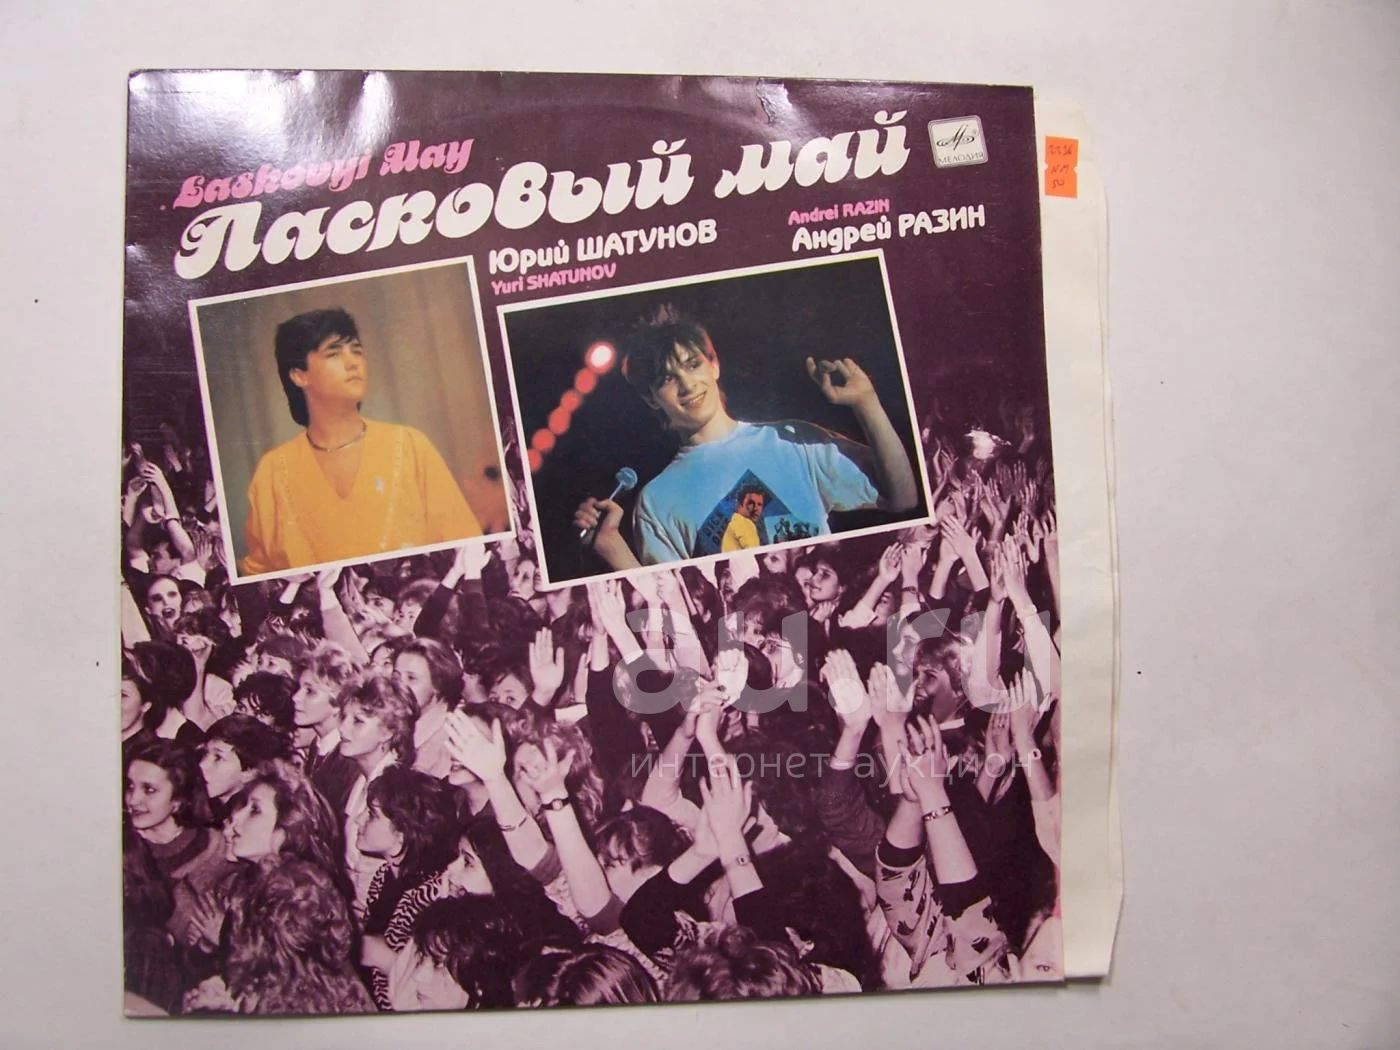 Laskovyi May
Ласковый май
МЕЛОДИЯ
Юрий ШАТУНОВ
Yuri SHATUNOV
Andrei RAZIN
Андрей РАЗИН
au.ru
интернет-аукцион